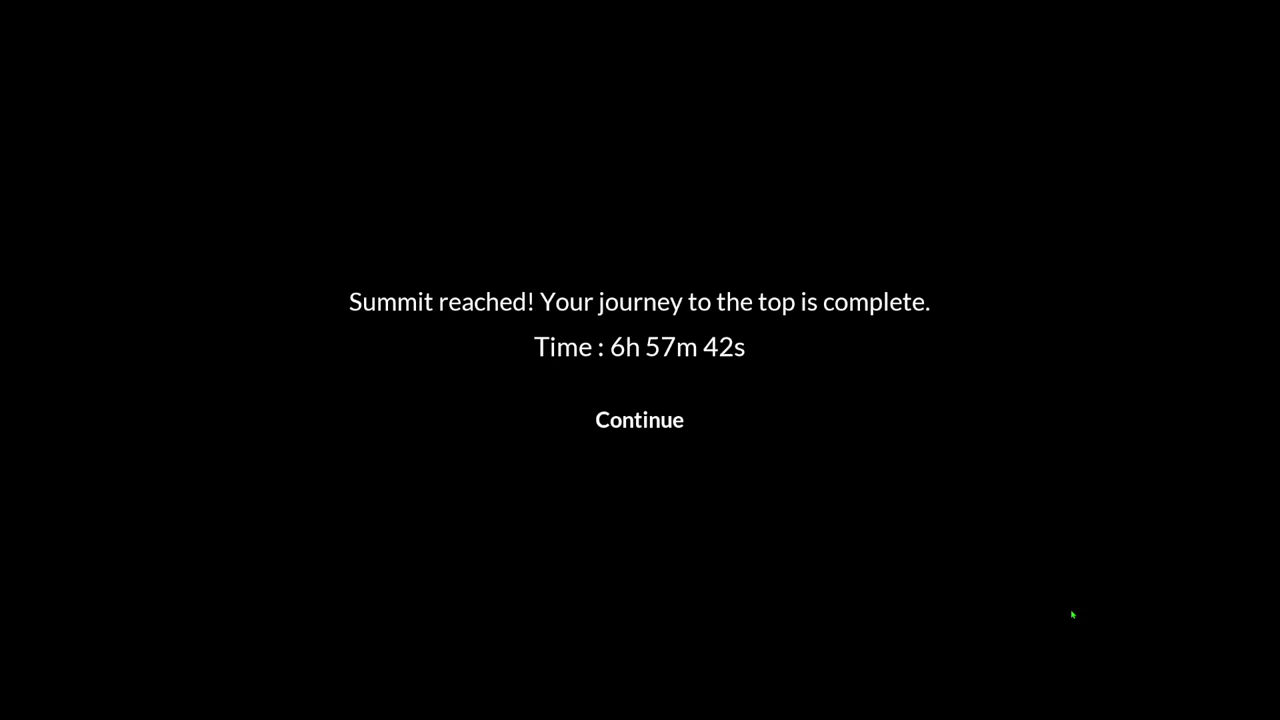 Summit reached! Your journey to the top is complete.
Time : 6h 57m 42s
Continue